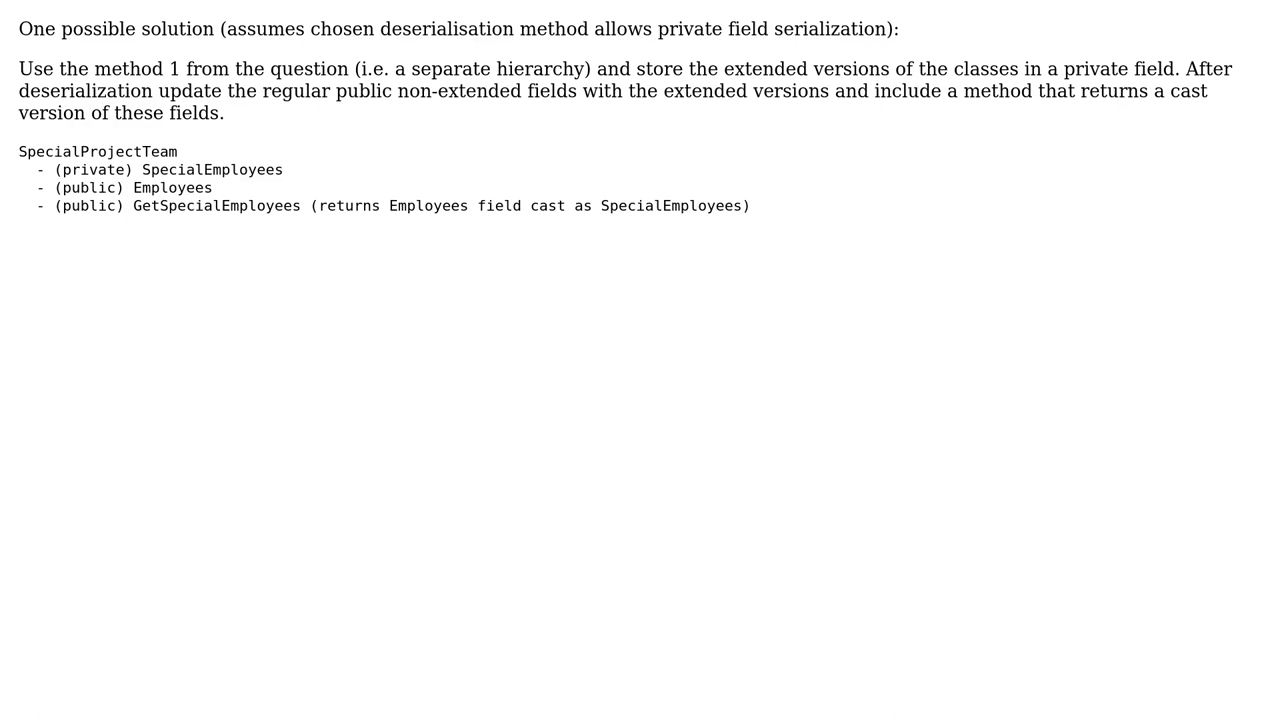 One possible solution (assumes chosen deserialisation method allows private field serialization):
Use the method 1 from the question (i.e. a separate hierarchy) and store the extended versions of the classes in a private field. After
deserialization update the regular public non-extended fields with the extended versions and include a method that returns a cast
version of these fields.
SpecialProjectTeam
  - (private) SpecialEmployees
  - (public) Employees
  - (public) GetSpecialEmployees (returns Employees field cast as SpecialEmployees)